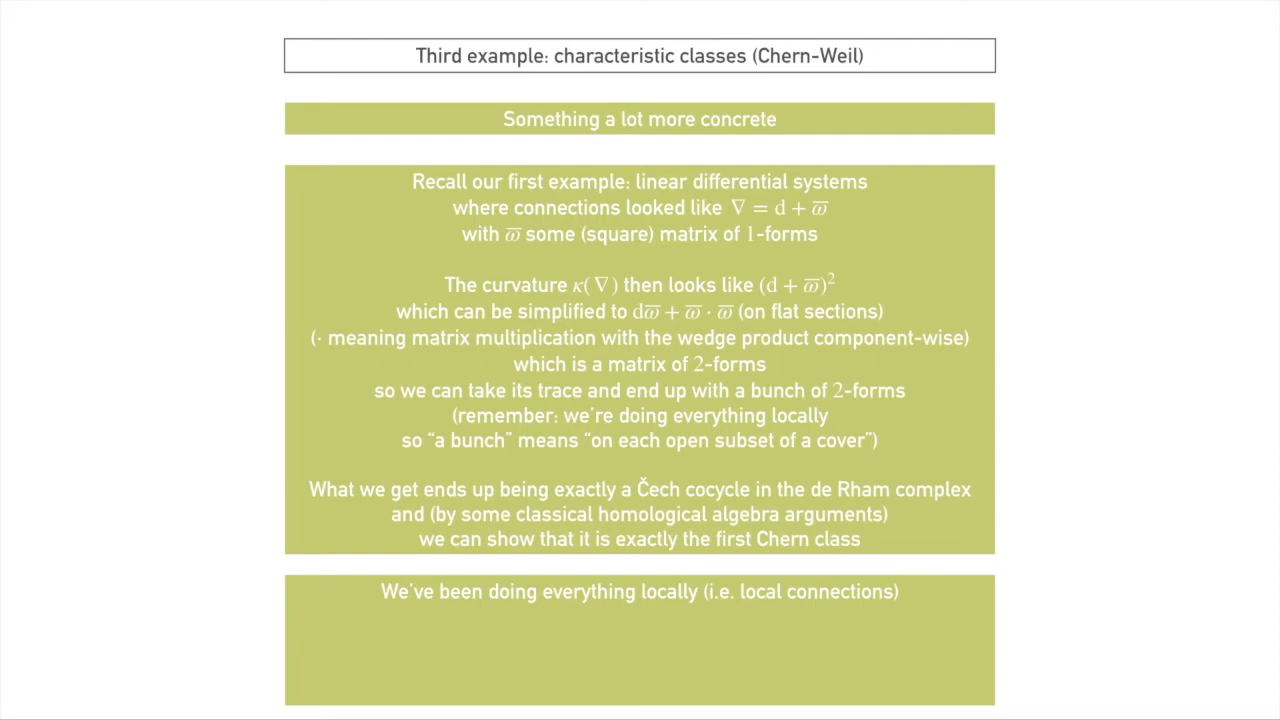 Third example: characteristic classes (Chern-Weil)
Something a lot more concrete
Recall our first example: linear differential systems
where connections looked like ∇ = d + ϖ̅
with ϖ̅ some (square) matrix of 1-forms
The curvature κ(∇) then looks like (d + ϖ̅)²
which can be simplified to dϖ̅ + ϖ̅ · ϖ̅ (on flat sections)
(· meaning matrix multiplication with the wedge product component-wise)
which is a matrix of 2-forms
so we can take its trace and end up with a bunch of 2-forms
(remember: we’re doing everything locally
so “a bunch” means “on each open subset of a cover”)
What we get ends up being exactly a Čech cocycle in the de Rham complex
and (by some classical homological algebra arguments)
we can show that it is exactly the first Chern class
We’ve been doing everything locally (i.e. local connections)